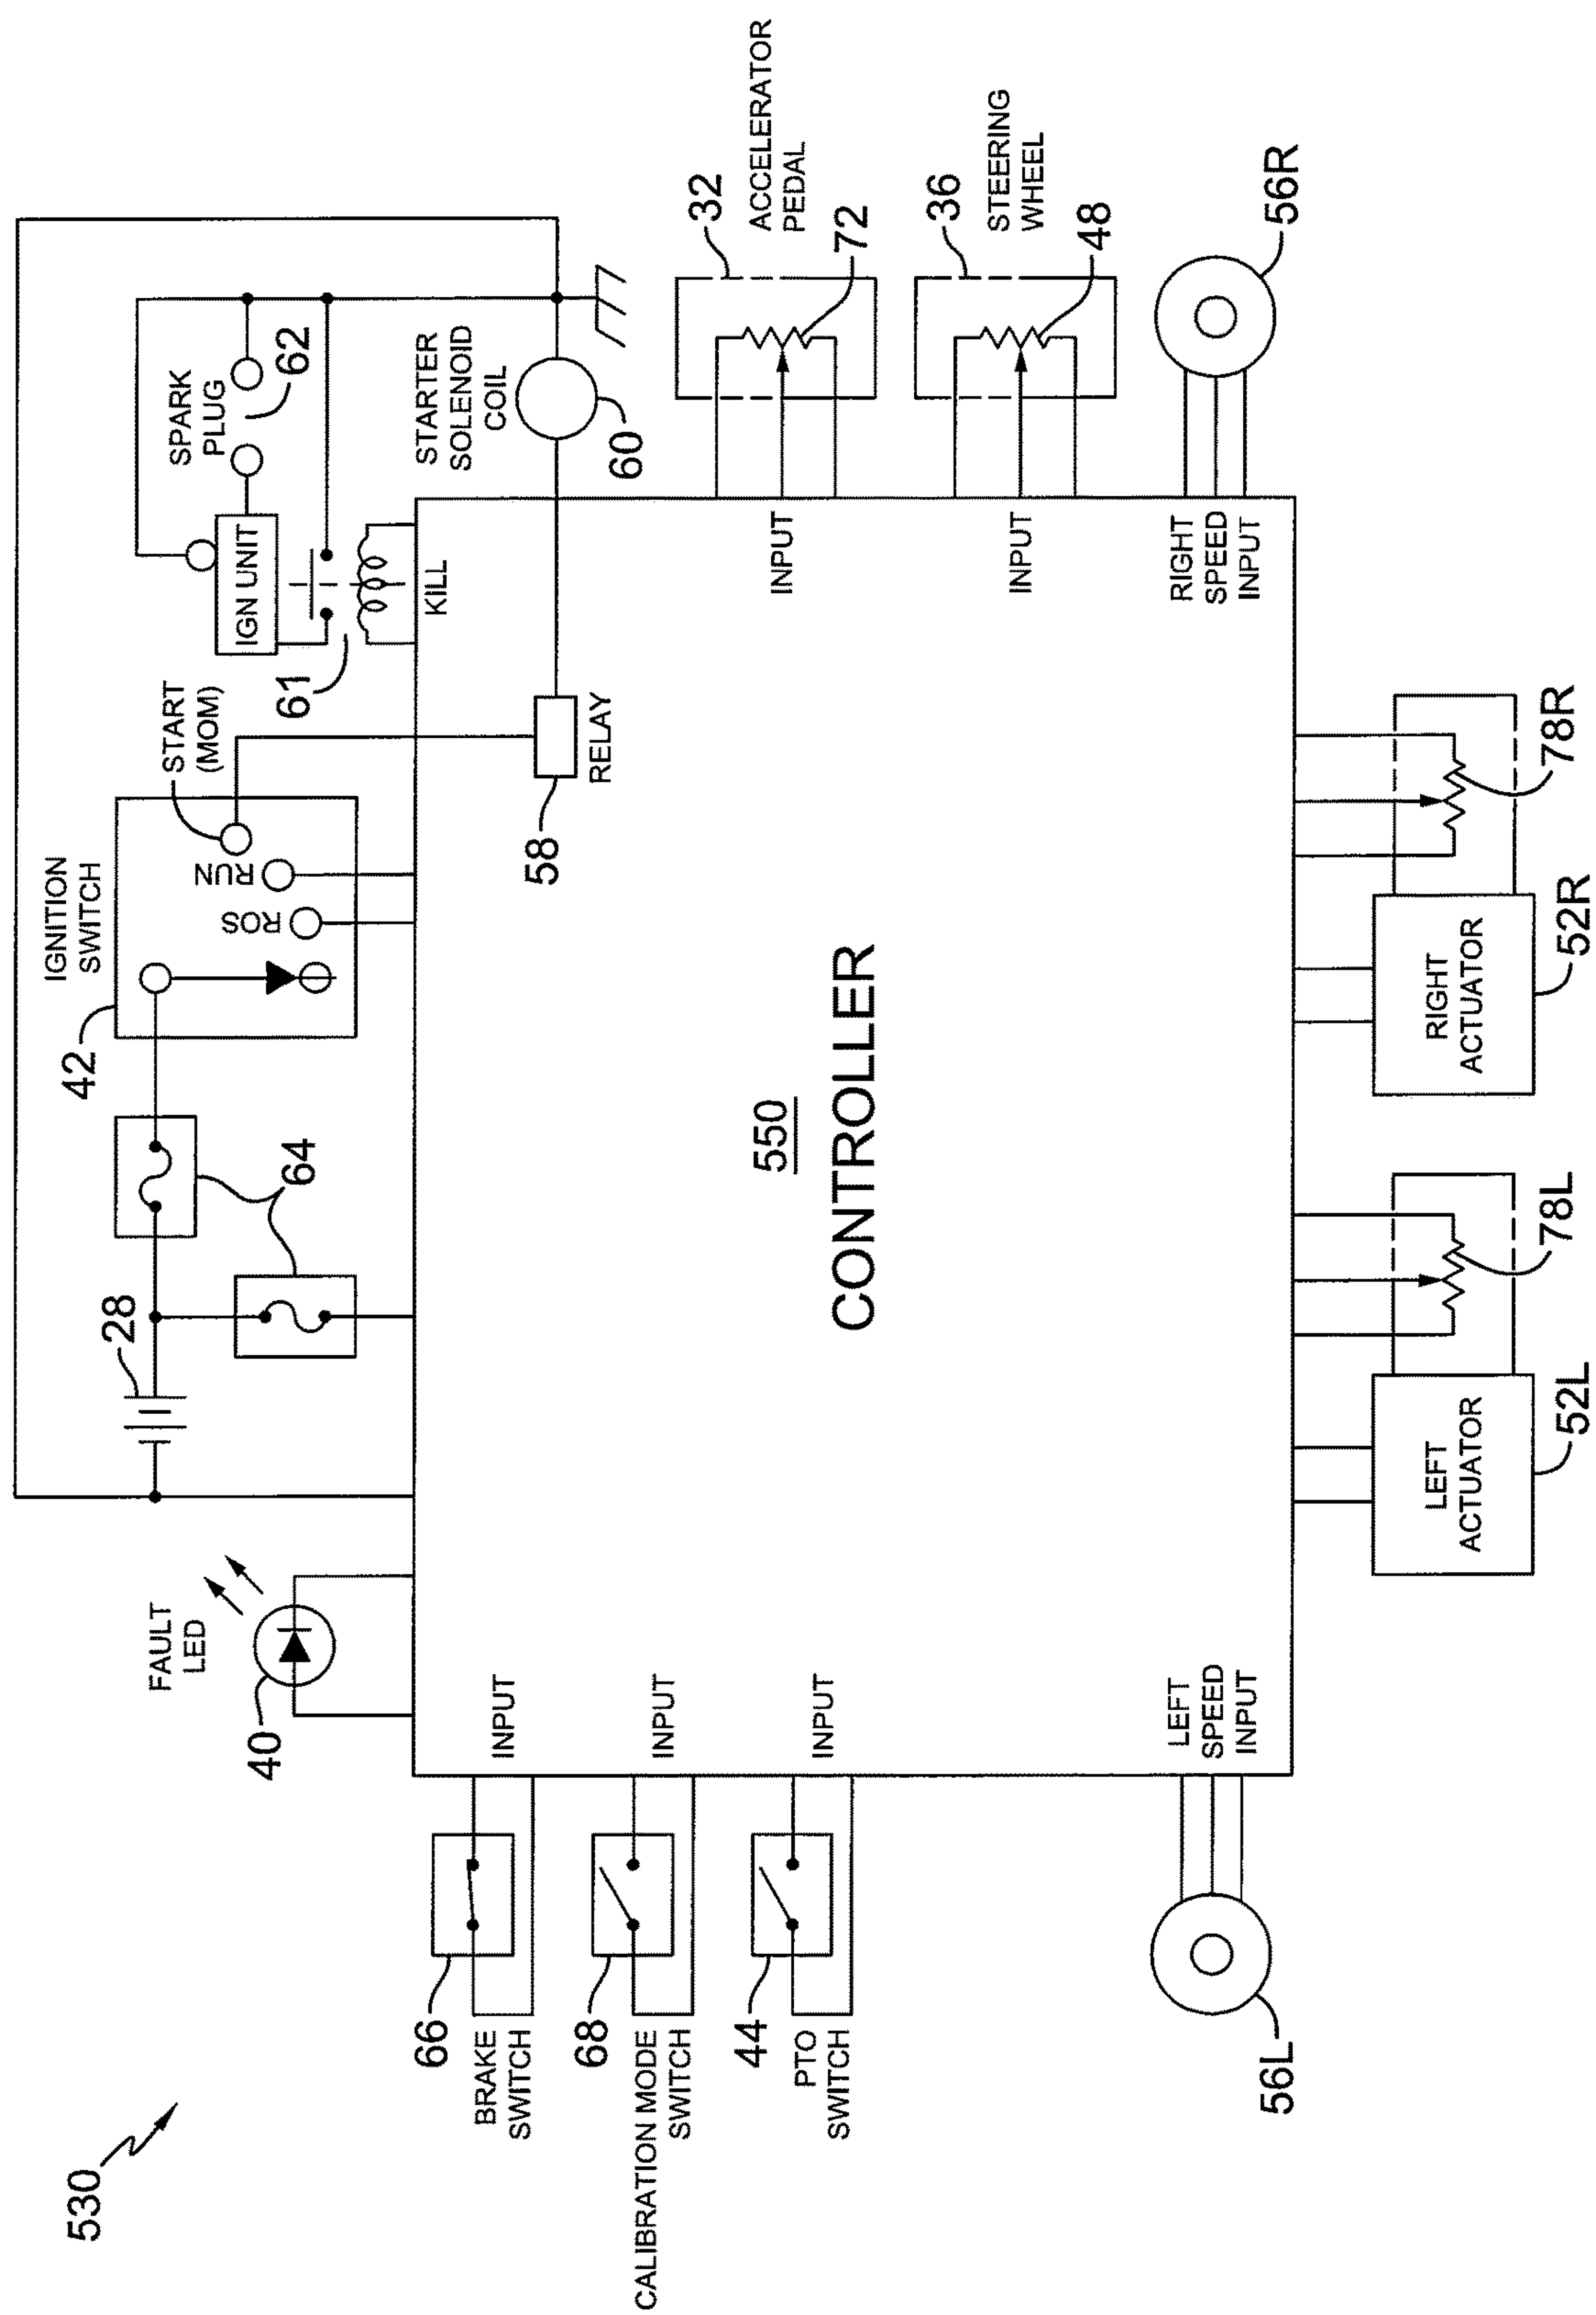 530
FAULT
LED
40
28
64
IGNITION
SWITCH
42
ROS
RUN
START
(MOM)
61
IGN UNIT
SPARK
PLUG
62
KILL
STARTER
SOLENOID
COIL
60
58
RELAY
66
BRAKE
SWITCH
INPUT
68
CALIBRATION MODE
SWITCH
INPUT
44
PTO
SWITCH
INPUT
550
CONTROLLER
INPUT
32
ACCELERATOR
PEDAL
72
INPUT
36
STEERING
WHEEL
48
56L
LEFT
SPEED
INPUT
RIGHT
SPEED
INPUT
56R
LEFT
ACTUATOR
52L
78L
RIGHT
ACTUATOR
52R
78R